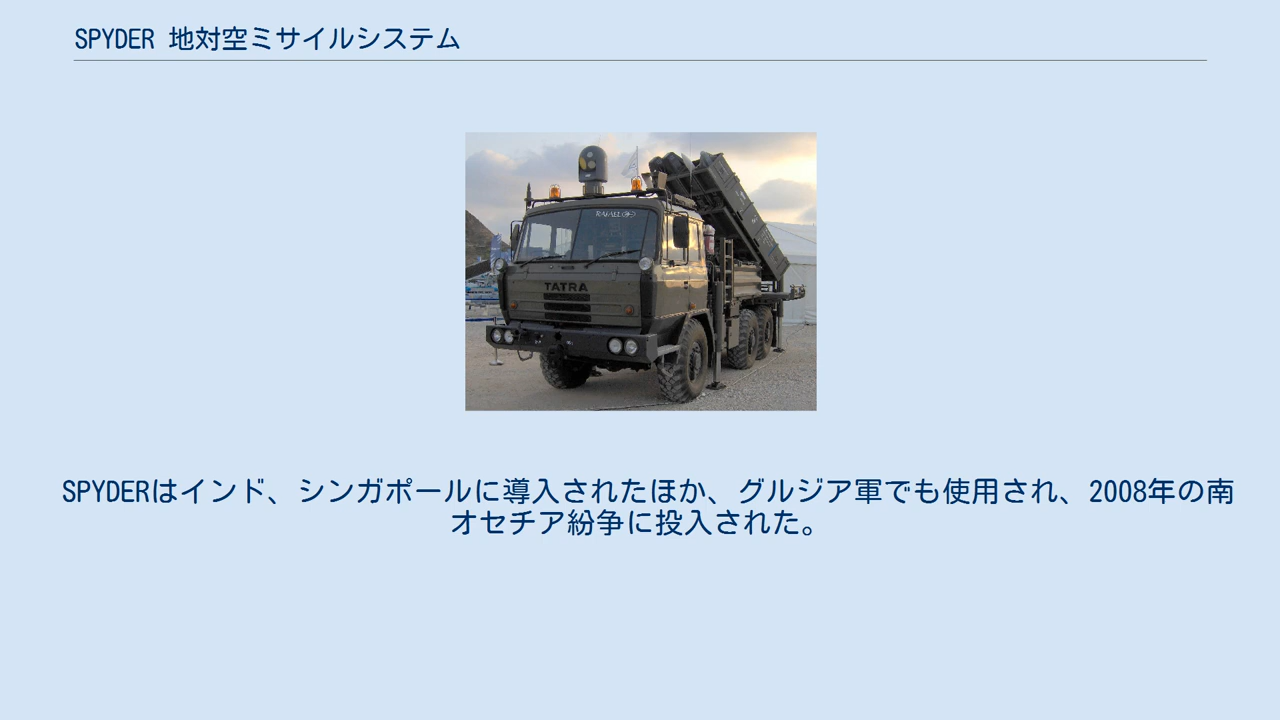 SPYDER 地対空ミサイルシステム
RAFAEL
TATRA
SPYDERはインド、シンガポールに導入されたほか、グルジア軍でも使用され、2008年の南
オセチア紛争に投入された。